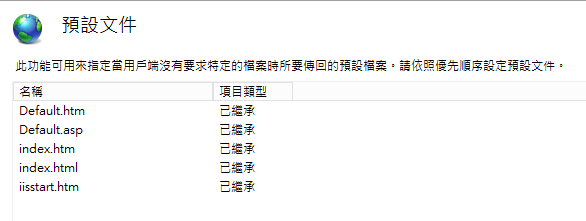 預設文件
此功能可用來指定當用戶端沒有要求特定的檔案時所要傳回的預設檔案。請依照優先順序設定預設文件。
名稱 項目類型
Default.htm 已繼承
Default.asp 已繼承
index.htm 已繼承
index.html 已繼承
iisstart.htm 已繼承